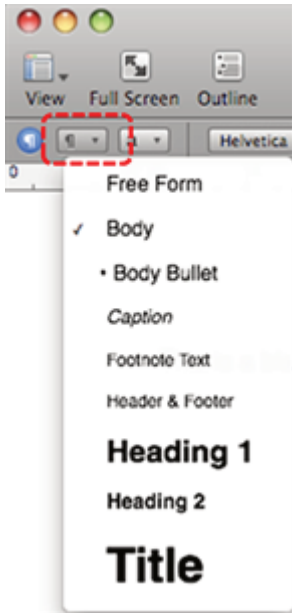 View Full Screen Outline
¶ ¶ a Helvetica
0
Free Form
✓ Body
• Body Bullet
Caption
Footnote Text
Header & Footer
Heading 1
Heading 2
Title